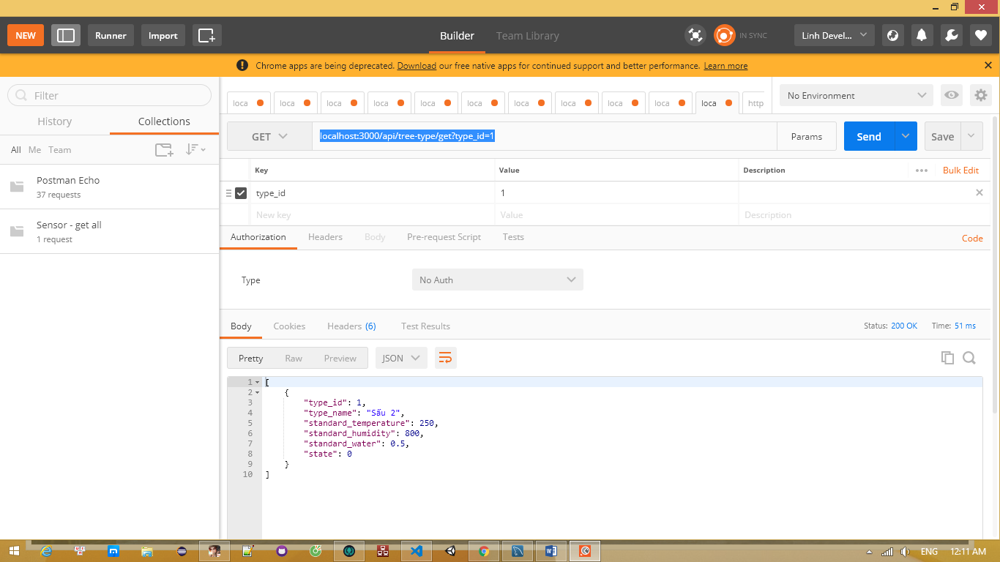 NEW Runner Import Builder Team Library IN SYNC Linh Devel...
Chrome apps are being deprecated. Download our free native apps for continued support and better performance. Learn more
Filter
History Collections
All Me Team
Postman Echo
37 requests
Sensor - get all
1 request
loca loca loca loca loca loca loca loca loca loca loca http
No Environment
GET localhost:3000/api/tree-type/get?type_id=1 Params Send Save
Key Value Description Bulk Edit
type_id 1
New key Value Description
Authorization Headers Body Pre-request Script Tests Code
Type No Auth
Body Cookies Headers (6) Test Results Status: 200 OK Time: 51 ms
Pretty Raw Preview JSON
1 [
2 {
3 "type_id": 1,
4 "type_name": "Sấu 2",
5 "standard_temperature": 250,
6 "standard_humidity": 800,
7 "standard_water": 0.5,
8 "state": 0
9 }
10 ]
ENG 12:11 AM